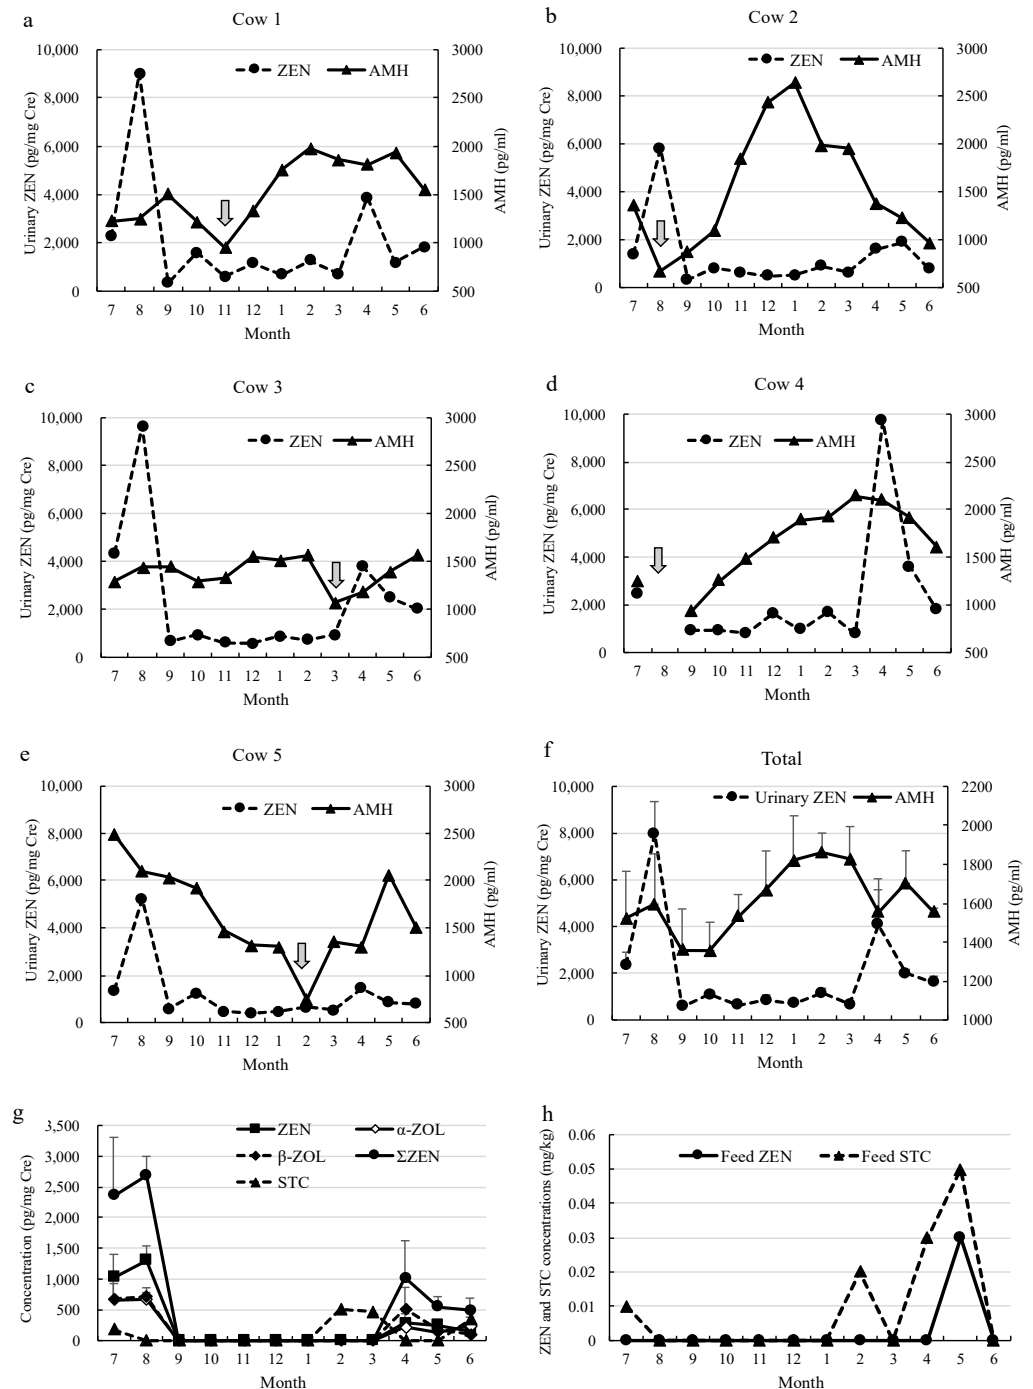 a
Cow 1
10,000
8,000
6,000
4,000
2,000
0
Urinary ZEN (pg/mg Cre)
ZEN
AMH
3000
2500
2000
1500
1000
500
AMH (pg/ml)
7 8 9 10 11 12 1 2 3 4 5 6
Month
b
Cow 2
10,000
8,000
6,000
4,000
2,000
0
Urinary ZEN (pg/mg Cre)
ZEN
AMH
3000
2500
2000
1500
1000
500
AMH (pg/ml)
7 8 9 10 11 12 1 2 3 4 5 6
Month
c
Cow 3
10,000
8,000
6,000
4,000
2,000
0
Urinary ZEN (pg/mg Cre)
ZEN
AMH
3000
2500
2000
1500
1000
500
AMH (pg/ml)
7 8 9 10 11 12 1 2 3 4 5 6
Month
d
Cow 4
10,000
8,000
6,000
4,000
2,000
0
Urinary ZEN (pg/mg Cre)
ZEN
AMH
3000
2500
2000
1500
1000
500
AMH (pg/ml)
7 8 9 10 11 12 1 2 3 4 5 6
Month
e
Cow 5
10,000
8,000
6,000
4,000
2,000
0
Urinary ZEN (pg/mg Cre)
ZEN
AMH
3000
2500
2000
1500
1000
500
AMH (pg/ml)
7 8 9 10 11 12 1 2 3 4 5 6
Month
f
Total
10,000
8,000
6,000
4,000
2,000
0
Urinary ZEN (pg/mg Cre)
Urinary ZEN
AMH
2200
2000
1800
1600
1400
1200
1000
AMH (pg/ml)
7 8 9 10 11 12 1 2 3 4 5 6
Month
g
3,500
3,000
2,500
2,000
1,500
1,000
500
0
Concentration (pg/mg Cre)
ZEN
α-ZOL
β-ZOL
ΣZEN
STC
7 8 9 10 11 12 1 2 3 4 5 6
Month
h
0.06
0.05
0.04
0.03
0.02
0.01
0
ZEN and STC concentrations (mg/kg)
Feed ZEN
Feed STC
7 8 9 10 11 12 1 2 3 4 5 6
Month